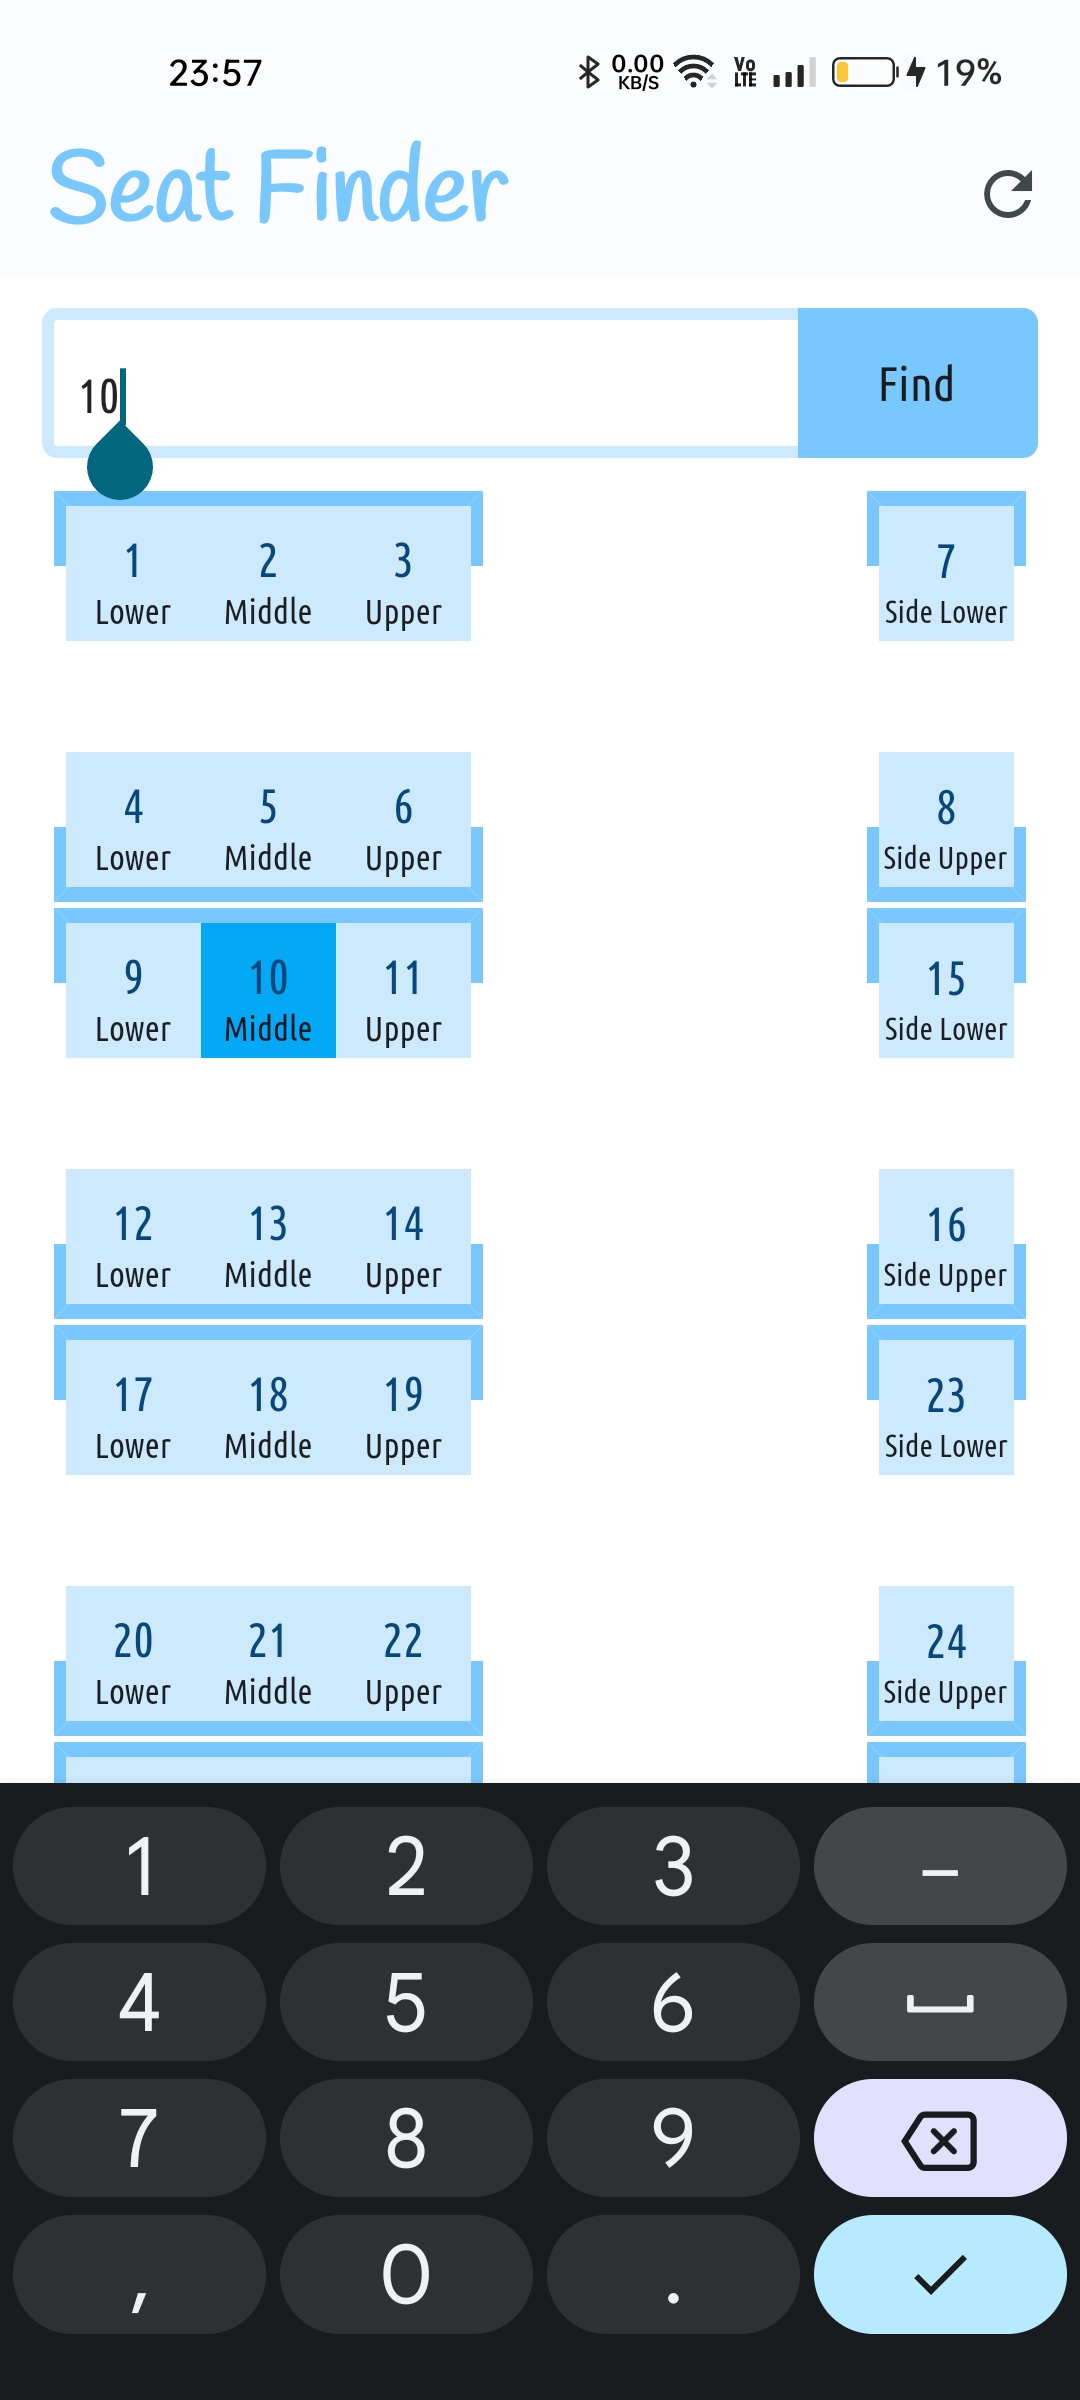 23:57 0.00 KB/S Vo LTE 19%
Seat Finder
10 Find
1 2 3 7
Lower Middle Upper Side Lower
4 5 6 8
Lower Middle Upper Side Upper
9 10 11 15
Lower Middle Upper Side Lower
12 13 14 16
Lower Middle Upper Side Upper
17 18 19 23
Lower Middle Upper Side Lower
20 21 22 24
Lower Middle Upper Side Upper
1 2 3 –
4 5 6
7 8 9
, 0 .